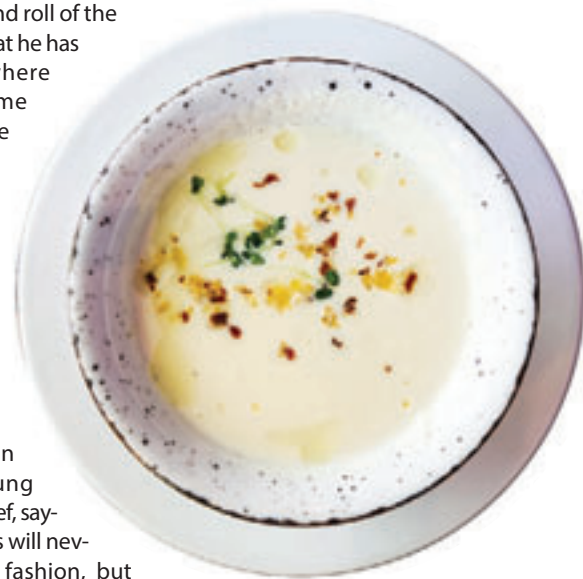 nd roll of the
at he has
here
me
e
n
ung
ef, say-
s will nev-
fashion, but